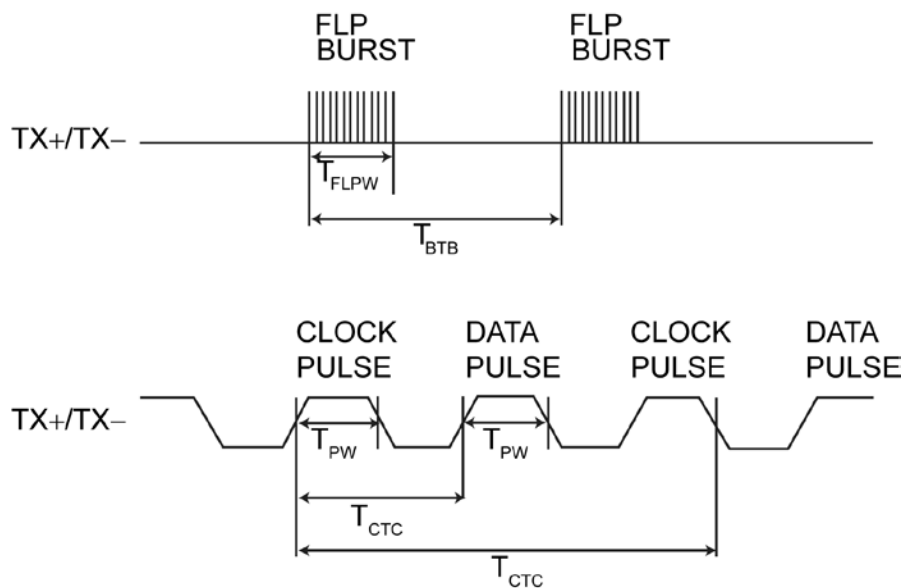 FLP FLP
BURST BURST
TX+/TX−
TFLPW
TBTB
CLOCK DATA CLOCK DATA
PULSE PULSE PULSE PULSE
TX+/TX−
TPW TPW
TCTC
TCTC